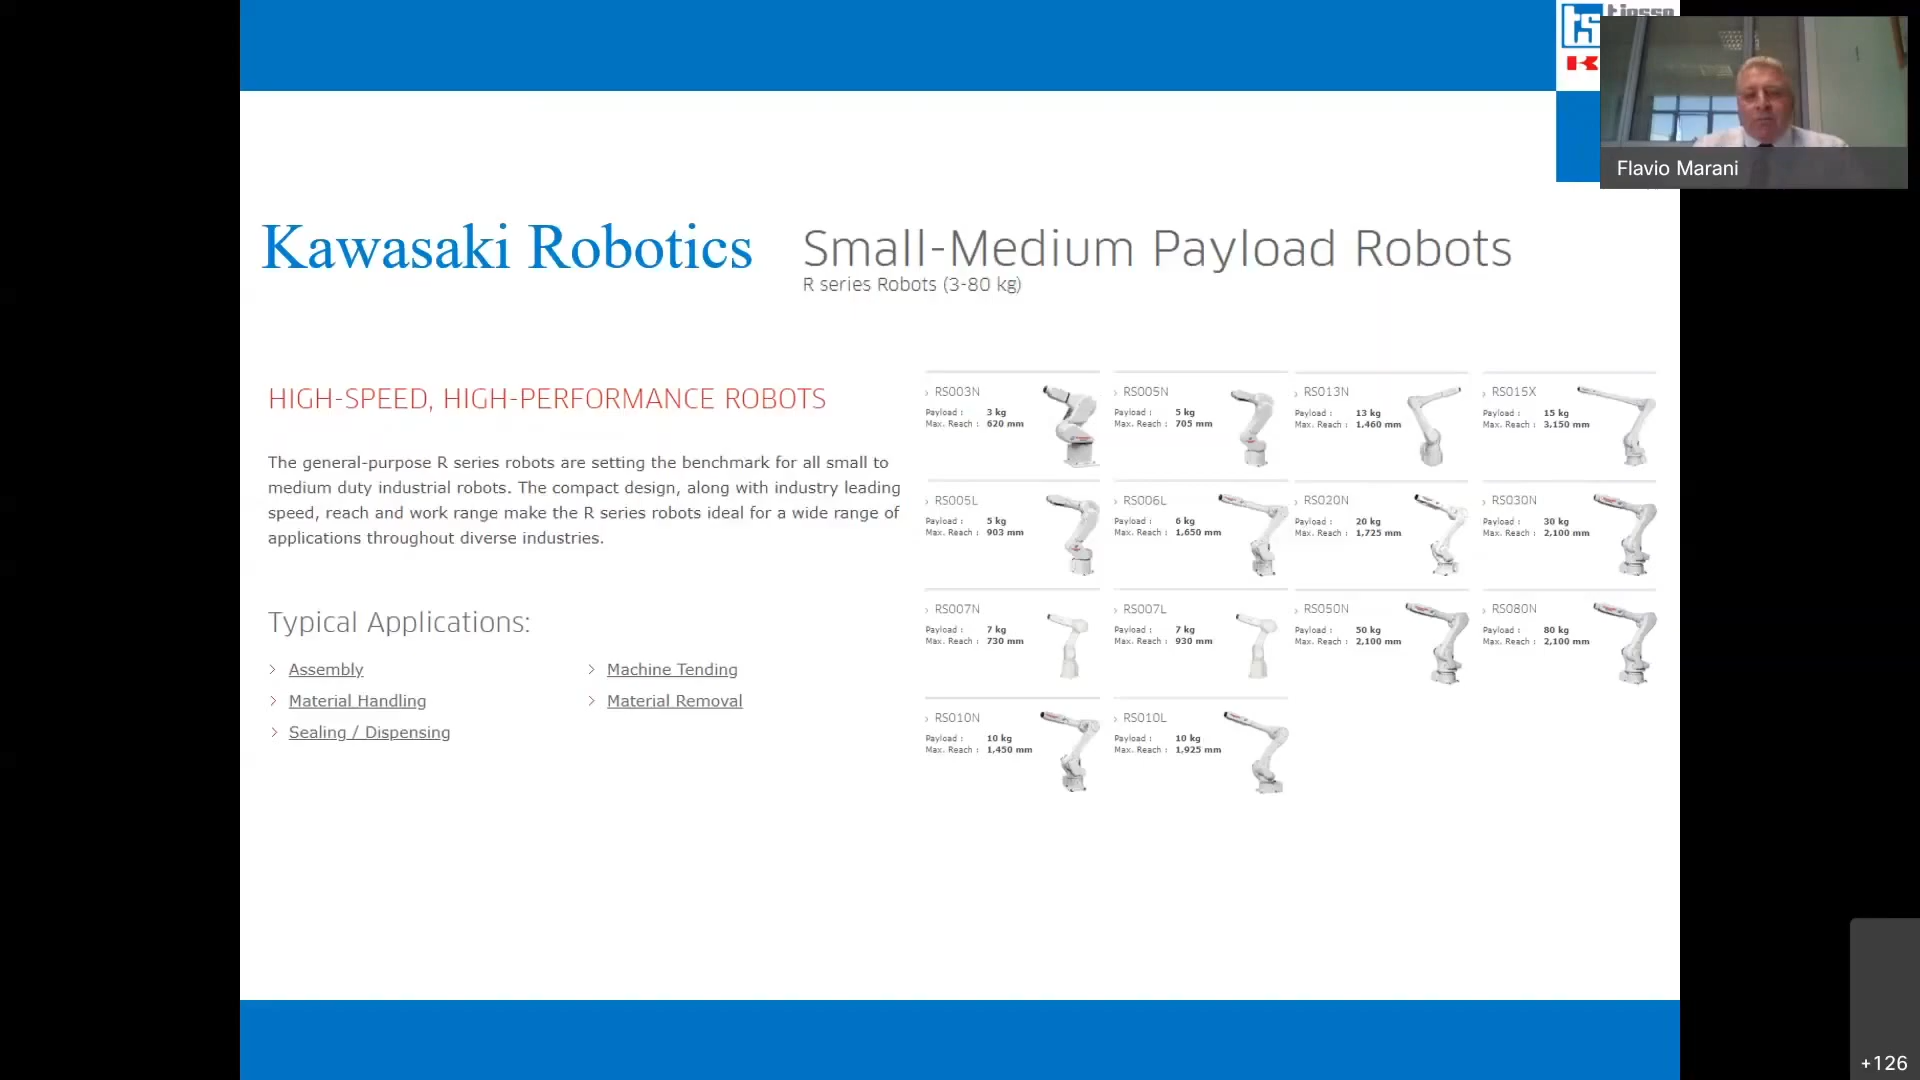 ts tiesse
Flavio Marani
Kawasaki Robotics
Small-Medium Payload Robots
R series Robots (3-80 kg)
HIGH-SPEED, HIGH-PERFORMANCE ROBOTS
The general-purpose R series robots are setting the benchmark for all small to
medium duty industrial robots. The compact design, along with industry leading
speed, reach and work range make the R series robots ideal for a wide range of
applications throughout diverse industries.
Typical Applications:
> Assembly
> Material Handling
> Sealing / Dispensing
> Machine Tending
> Material Removal
› RS003N
Payload : 3 kg
Max. Reach : 620 mm
› RS005N
Payload : 5 kg
Max. Reach : 705 mm
› RS013N
Payload : 13 kg
Max. Reach : 1,460 mm
› RS015X
Payload : 15 kg
Max. Reach : 3,150 mm
› RS005L
Payload : 5 kg
Max. Reach : 903 mm
› RS006L
Payload : 6 kg
Max. Reach : 1,650 mm
› RS020N
Payload : 20 kg
Max. Reach : 1,725 mm
› RS030N
Payload : 30 kg
Max. Reach : 2,100 mm
› RS007N
Payload : 7 kg
Max. Reach : 730 mm
› RS007L
Payload : 7 kg
Max. Reach : 930 mm
› RS050N
Payload : 50 kg
Max. Reach : 2,100 mm
› RS080N
Payload : 80 kg
Max. Reach : 2,100 mm
› RS010N
Payload : 10 kg
Max. Reach : 1,450 mm
› RS010L
Payload : 10 kg
Max. Reach : 1,925 mm
+126